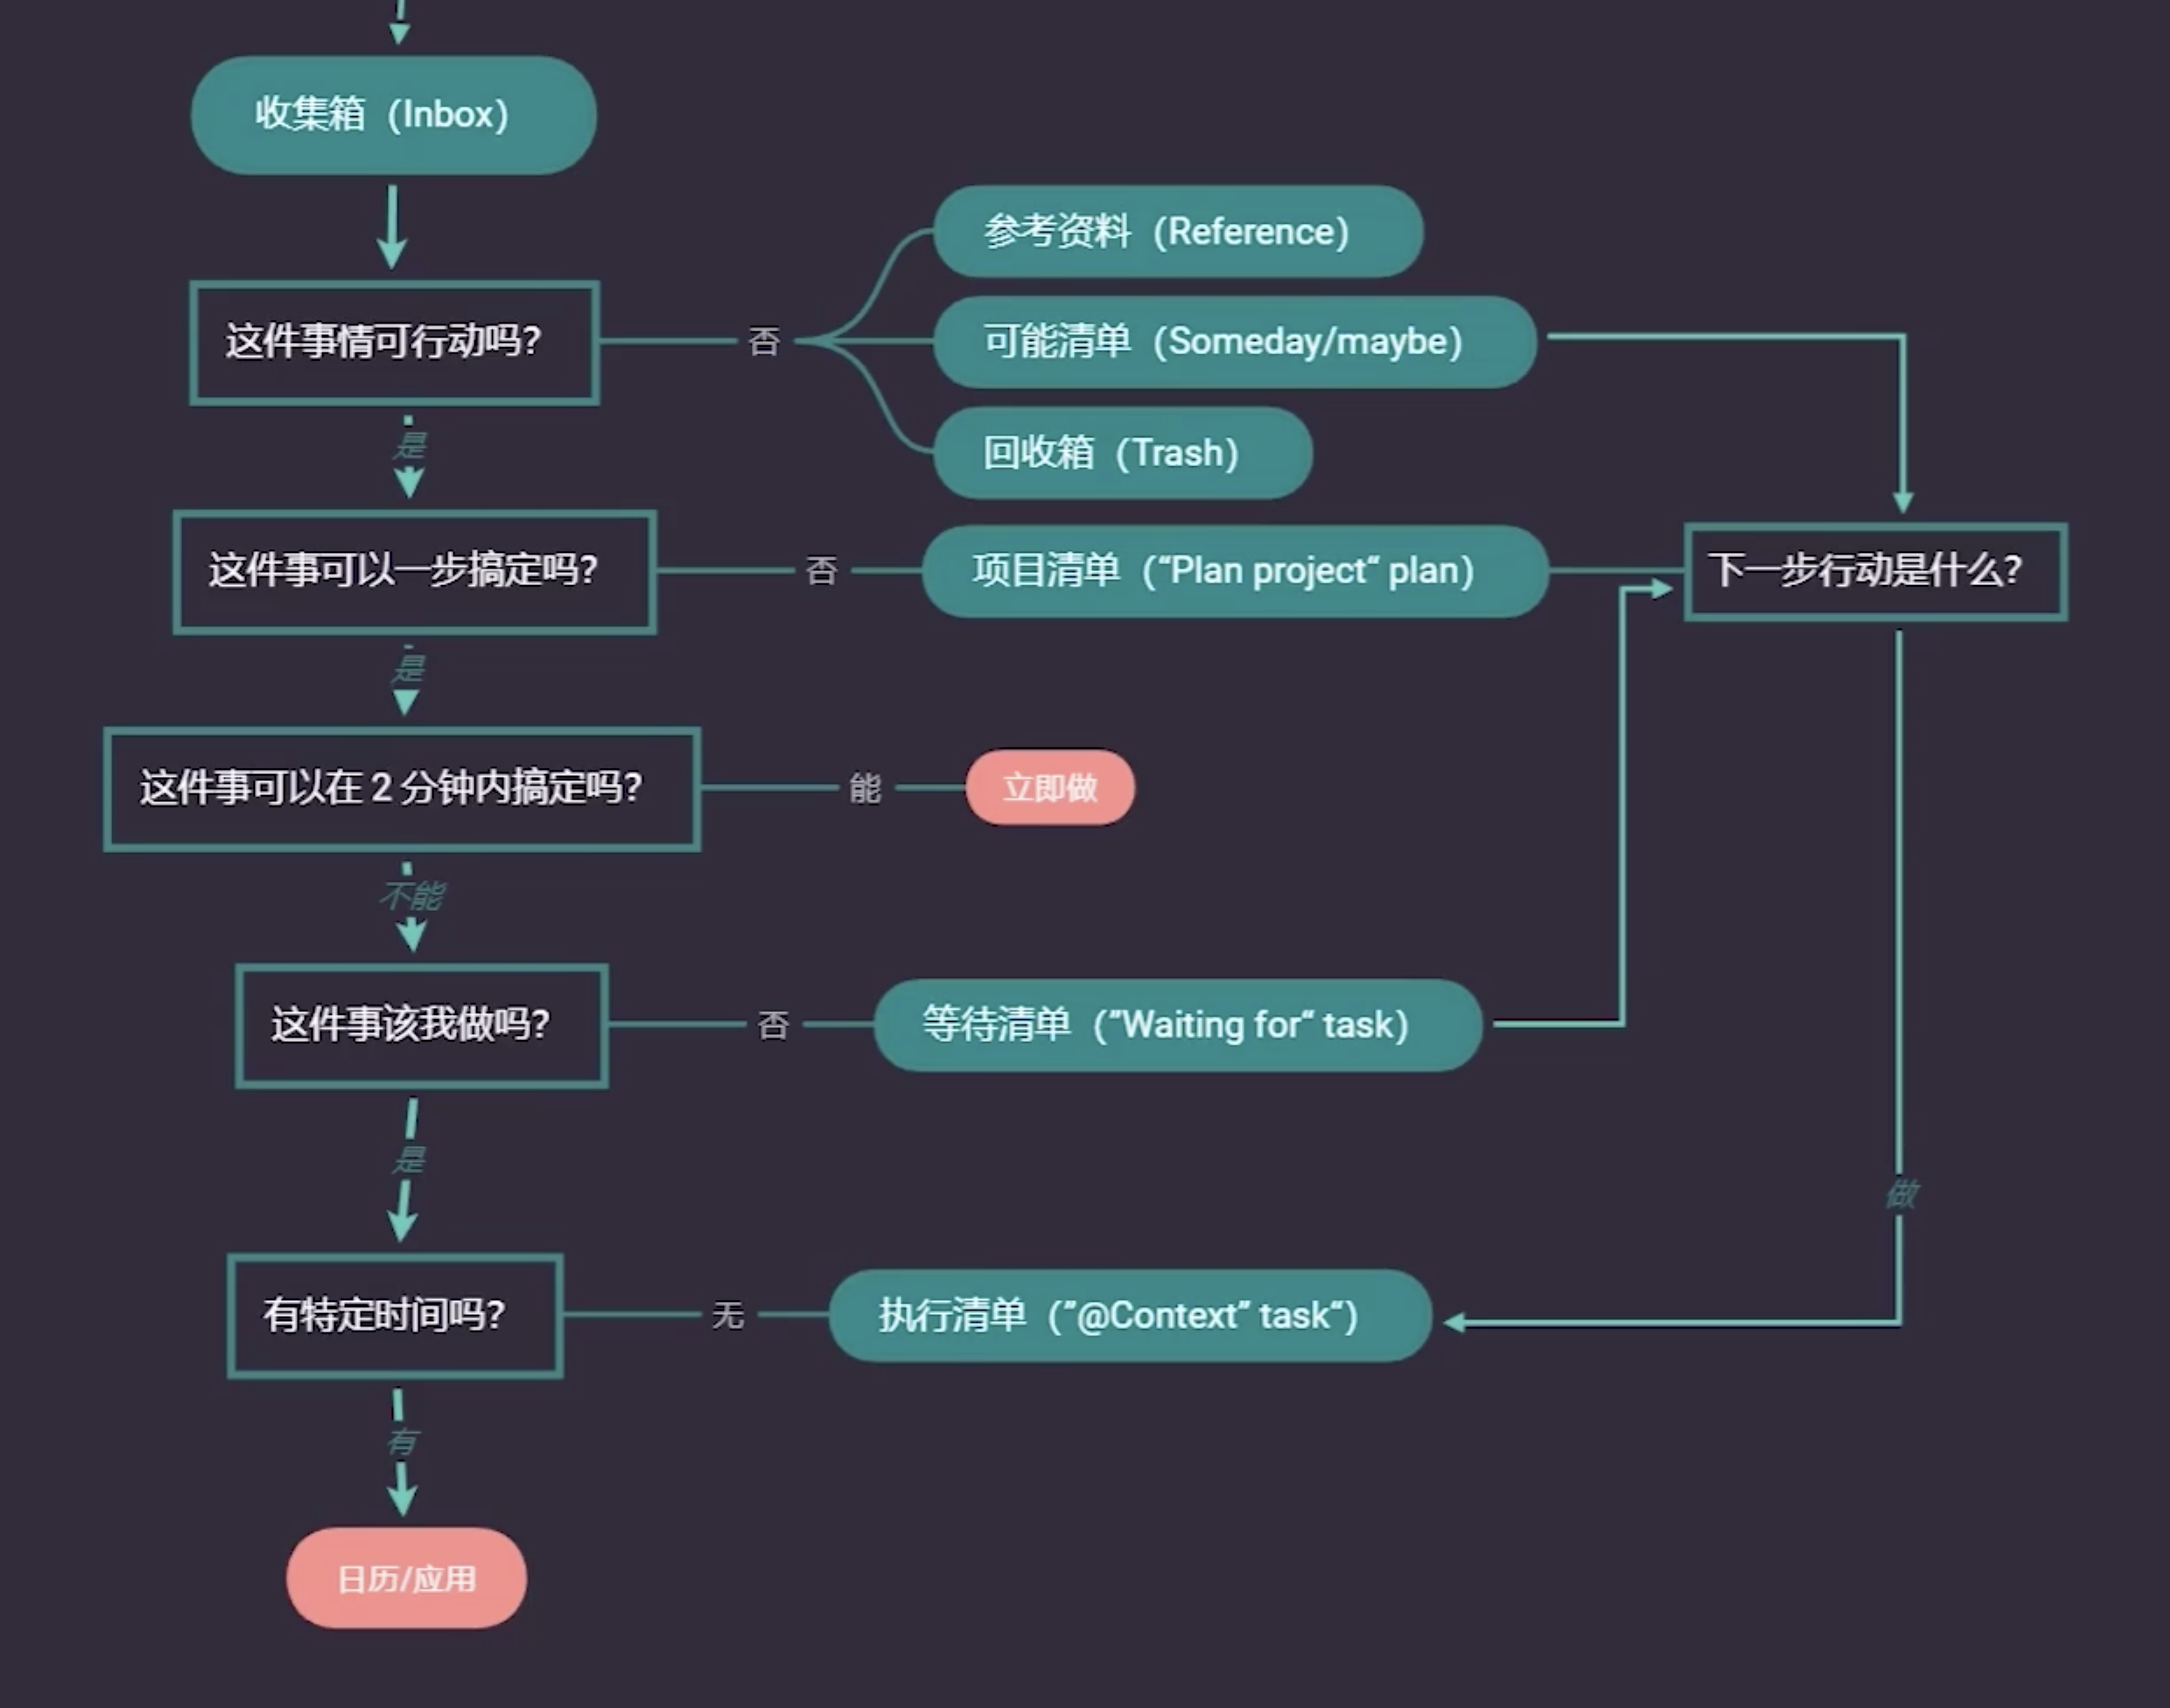 收集箱（Inbox）
参考资料（Reference）
这件事情可行动吗？
否
可能清单（Someday/maybe）
是
回收箱（Trash）
这件事可以一步搞定吗？
否
项目清单（“Plan project“ plan）
下一步行动是什么？
是
这件事可以在 2 分钟内搞定吗？
能
立即做
不能
这件事该我做吗？
否
等待清单（”Waiting for“ task）
是
做
有特定时间吗？
无
执行清单（”@Context” task“）
有
日历/应用